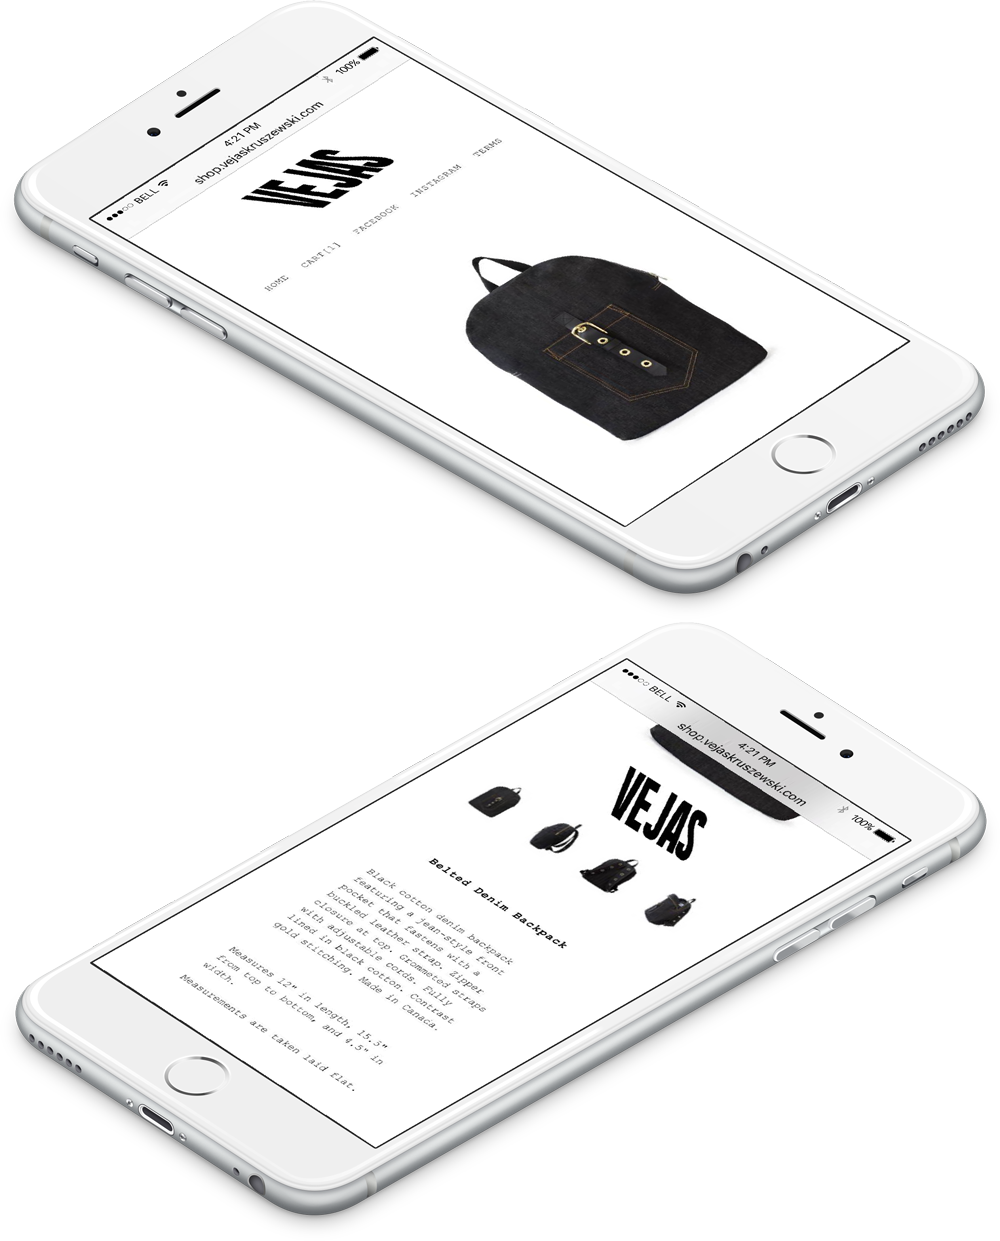 BELL
4:21 PM
100%
shop.vejaskruszewski.com
VEJAS
HOME CART[1] FACEBOOK INSTAGRAM TERMS
BELL
4:21 PM
100%
shop.vejaskruszewski.com
VEJAS
Belted Denim Backpack
Black cotton denim backpack
featuring a jean-style front
pocket that fastens with a
buckled leather strap. Zipper
closure at top. Grommeted straps
with adjustable cords. Fully
lined in black cotton. Contrast
gold stitching. Made in Canada.
Measures 12" in length, 15.5"
from top to bottom, and 4.5" in
width.
Measurements are taken laid flat.